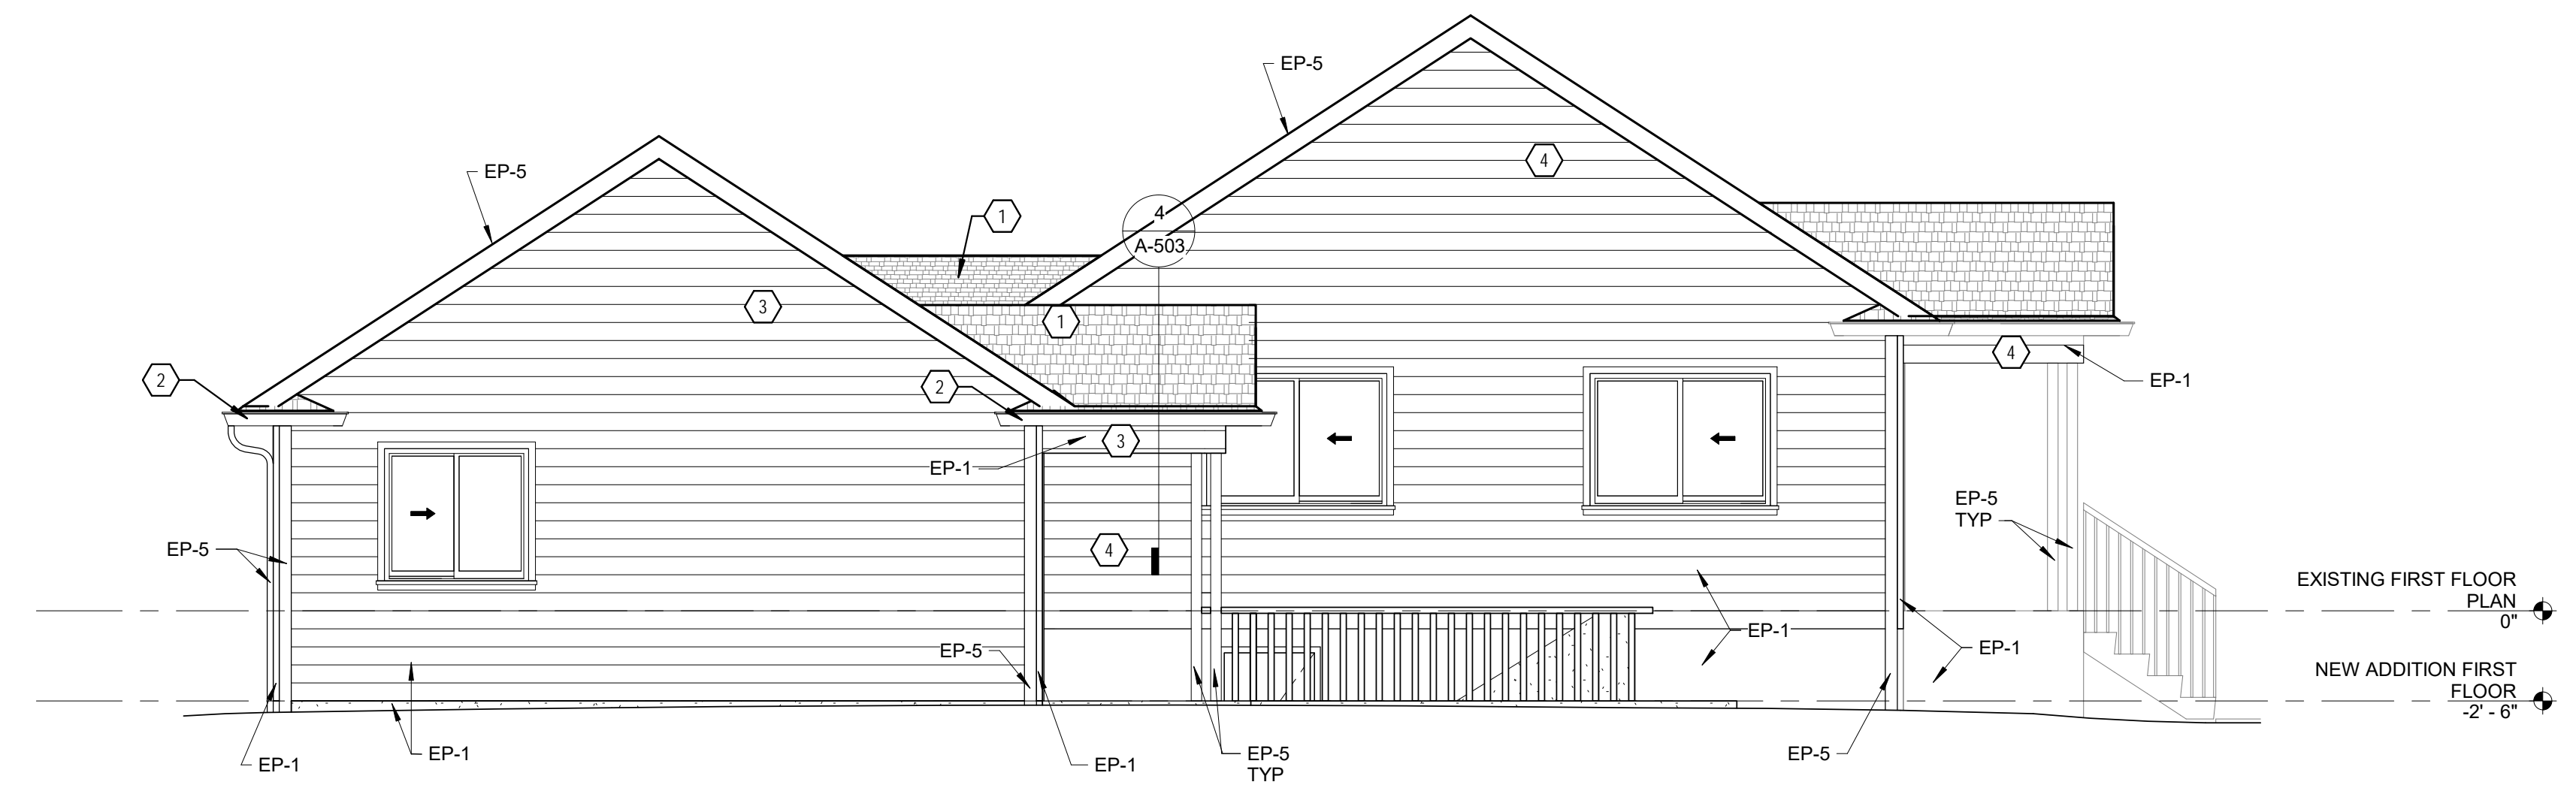 EP-5
EP-5
4
EP-5
1
4
A-503
3
1
4
2
2
EP-1
3
EP-1
EP-5
TYP
EP-5
4
EXISTING FIRST FLOOR
PLAN
0"
EP-1
EP-5
EP-1
NEW ADDITION FIRST
FLOOR
-2' - 6"
EP-1
EP-1
EP-1
EP-5
TYP
EP-5